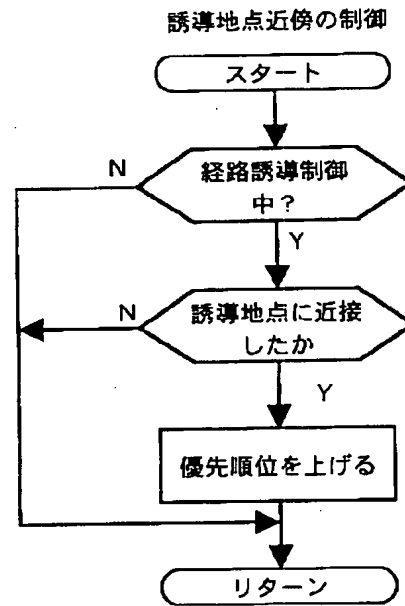 誘導地点近傍の制御
スタート
N
経路誘導制御
中？
Y
N
誘導地点に近接
したか
Y
優先順位を上げる
リターン